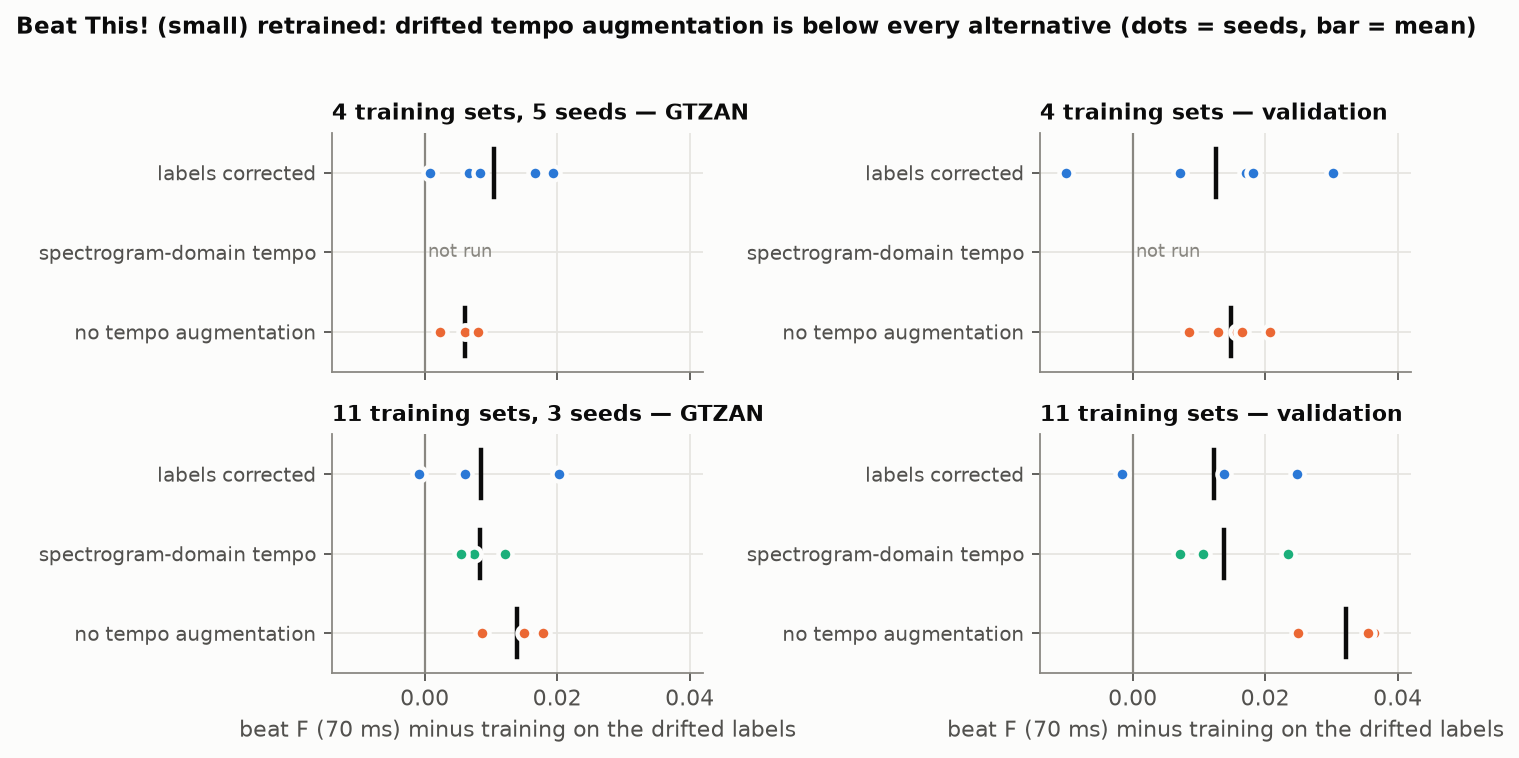 Beat This! (small) retrained: drifted tempo augmentation is below every alternative (dots = seeds, bar = mean)
4 training sets, 5 seeds — GTZAN
labels corrected
spectrogram-domain tempo
not run
no tempo augmentation
4 training sets — validation
labels corrected
spectrogram-domain tempo
not run
no tempo augmentation
11 training sets, 3 seeds — GTZAN
labels corrected
spectrogram-domain tempo
no tempo augmentation
0.00 0.02 0.04
beat F (70 ms) minus training on the drifted labels
11 training sets — validation
labels corrected
spectrogram-domain tempo
no tempo augmentation
0.00 0.02 0.04
beat F (70 ms) minus training on the drifted labels